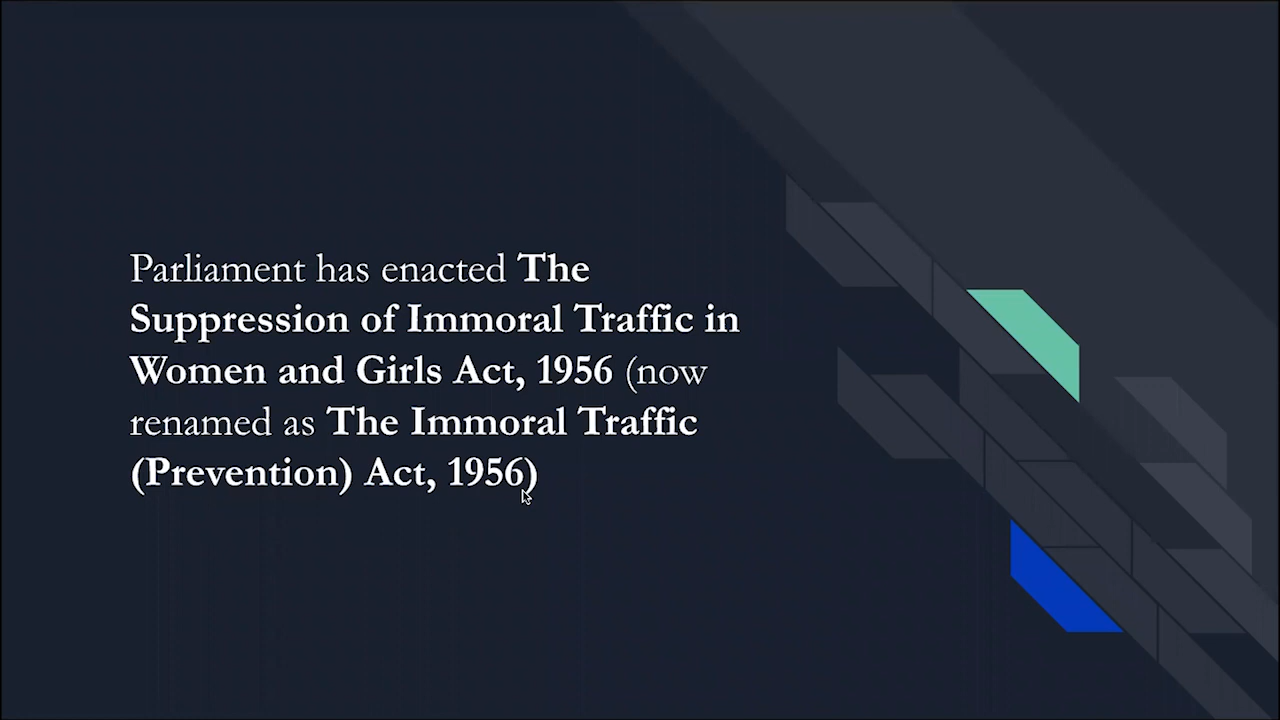 Parliament has enacted The
Suppression of Immoral Traffic in
Women and Girls Act, 1956 (now
renamed as The Immoral Traffic
(Prevention) Act, 1956)